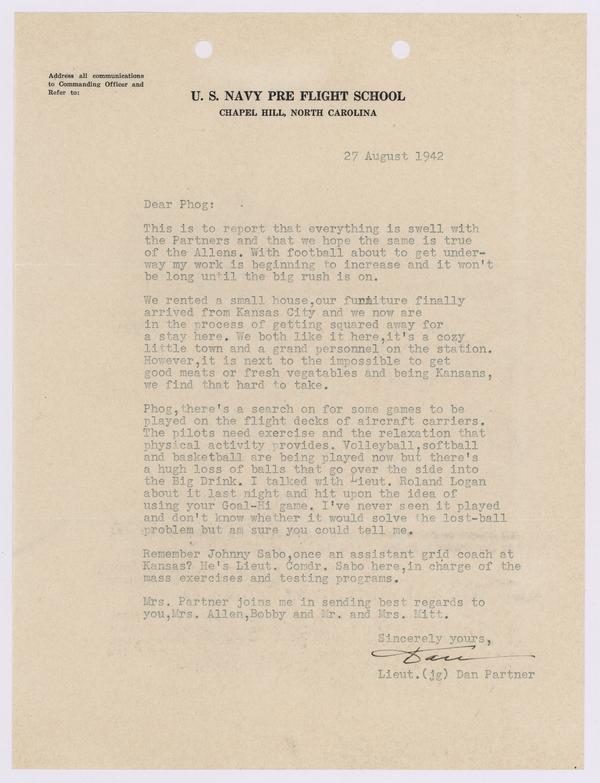 Address all communications
to Commanding Officer and
Refer to:
U. S. NAVY PRE FLIGHT SCHOOL
CHAPEL HILL, NORTH CAROLINA
27 August 1942
Dear Phog:
This is to report that everything is swell with
the Partners and that we hope the same is true
of the Allens. With football about to get under-
way my work is beginning to increase and it won't
be long until the big rush is on.
We rented a small house,our furniture finally
arrived from Kansas City and we now are
in the process of getting squared away for
a stay here. We both like it here,it's a cozy
little town and a grand personnel on the station.
However,it is next to the impossible to get
good meats or fresh vegatables and being Kansans,
we find that hard to take.
Phog,there's a search on for some games to be
played on the flight decks of aircraft carriers.
The pilots need exercise and the relaxation that
physical activity provides. Volleyball,softball
and basketball are being played now but there's
a hugh loss of balls that go over the side into
the Big Drink. I talked with Lieut. Roland Logan
about it last night and hit upon the idea of
using your Goal-Hi game. I've never seen it played
and don't know whether it would solve the lost-ball
problem but am sure you could tell me.
Remember Johnny Sabo,once an assistant grid coach at
Kansas? He's Lieut. Comdr. Sabo here,in charge of the
mass exercises and testing programs.
Mrs. Partner joins me in sending best regards to
you,Mrs. Allen,Bobby and Mr. and Mrs. Mitt.
Sincerely yours,
Dan
Lieut.(jg) Dan Partner